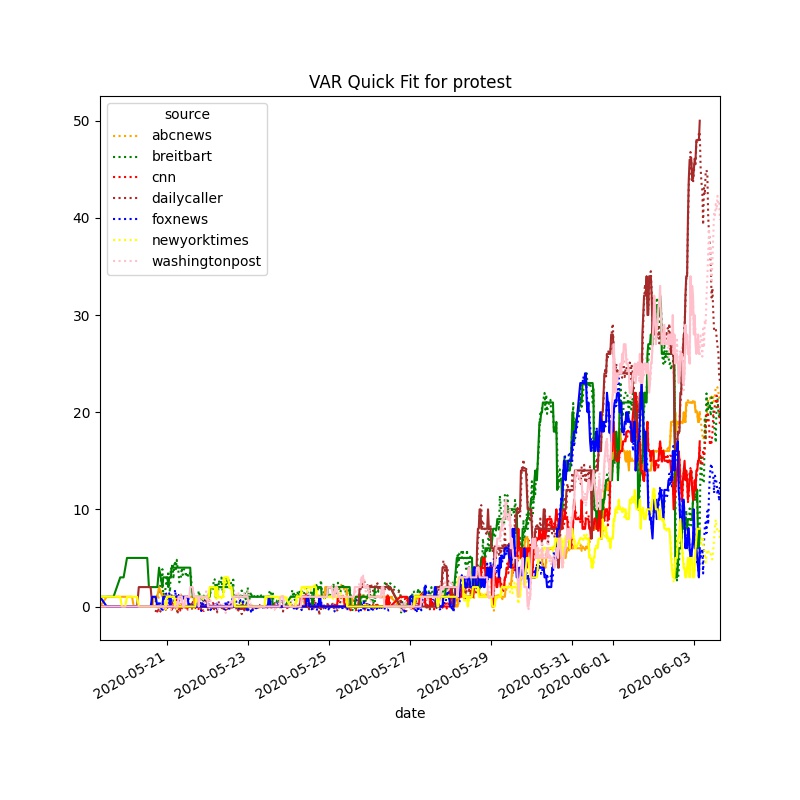 VAR Quick Fit for protest
source
abcnews
breitbart
cnn
dailycaller
foxnews
newyorktimes
washingtonpost
50
40
30
20
10
0
2020-05-21
2020-05-23
2020-05-25
2020-05-27
2020-05-29
2020-05-31
2020-06-01
2020-06-03
date